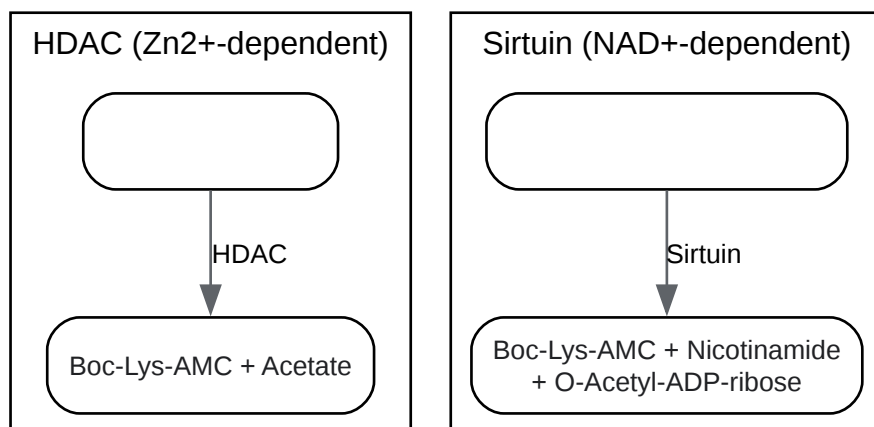 HDAC (Zn2+-dependent)
HDAC
Boc-Lys-AMC + Acetate
Sirtuin (NAD+-dependent)
Sirtuin
Boc-Lys-AMC + Nicotinamide
+ O-Acetyl-ADP-ribose